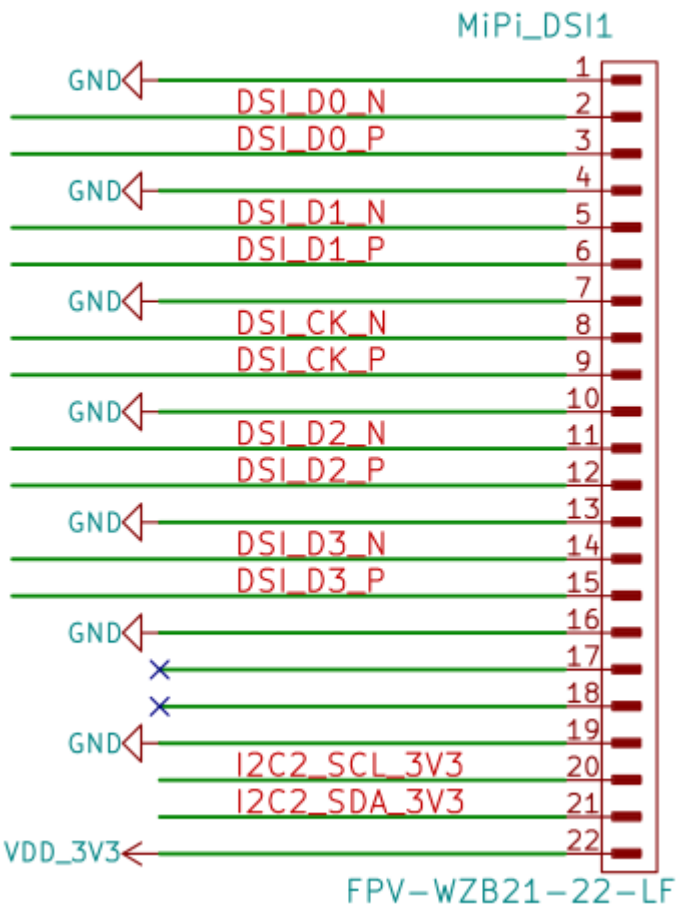 MiPi_DSI1
GND 1
DSI_D0_N 2
DSI_D0_P 3
GND 4
DSI_D1_N 5
DSI_D1_P 6
GND 7
DSI_CK_N 8
DSI_CK_P 9
GND 10
DSI_D2_N 11
DSI_D2_P 12
GND 13
DSI_D3_N 14
DSI_D3_P 15
GND 16
17
18
GND 19
I2C2_SCL_3V3 20
I2C2_SDA_3V3 21
VDD_3V3 22
FPV-WZB21-22-LF